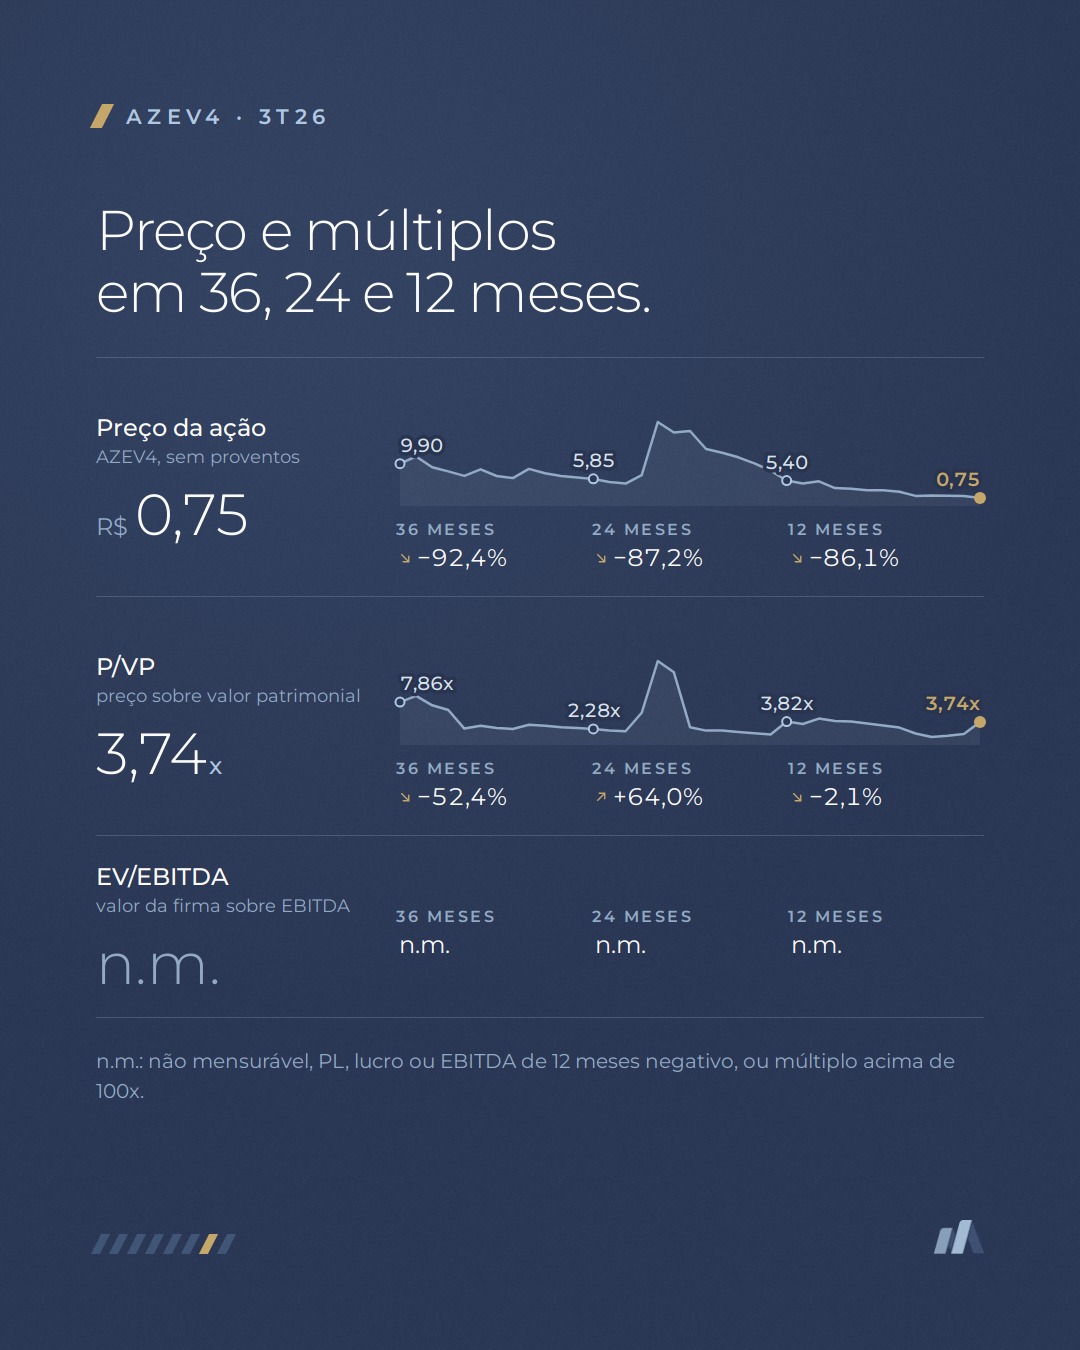 AZEV4 · 3T26
Preço e múltiplos
em 36, 24 e 12 meses.
Preço da ação
AZEV4, sem proventos
R$ 0,75
9,90
5,85
5,40
0,75
36 MESES
24 MESES
12 MESES
↘ −92,4%
↘ −87,2%
↘ −86,1%
P/VP
preço sobre valor patrimonial
3,74x
7,86x
2,28x
3,82x
3,74x
36 MESES
24 MESES
12 MESES
↘ −52,4%
↗ +64,0%
↘ −2,1%
EV/EBITDA
valor da firma sobre EBITDA
n.m.
36 MESES
24 MESES
12 MESES
n.m.
n.m.
n.m.
n.m.: não mensurável, PL, lucro ou EBITDA de 12 meses negativo, ou múltiplo acima de
100x.